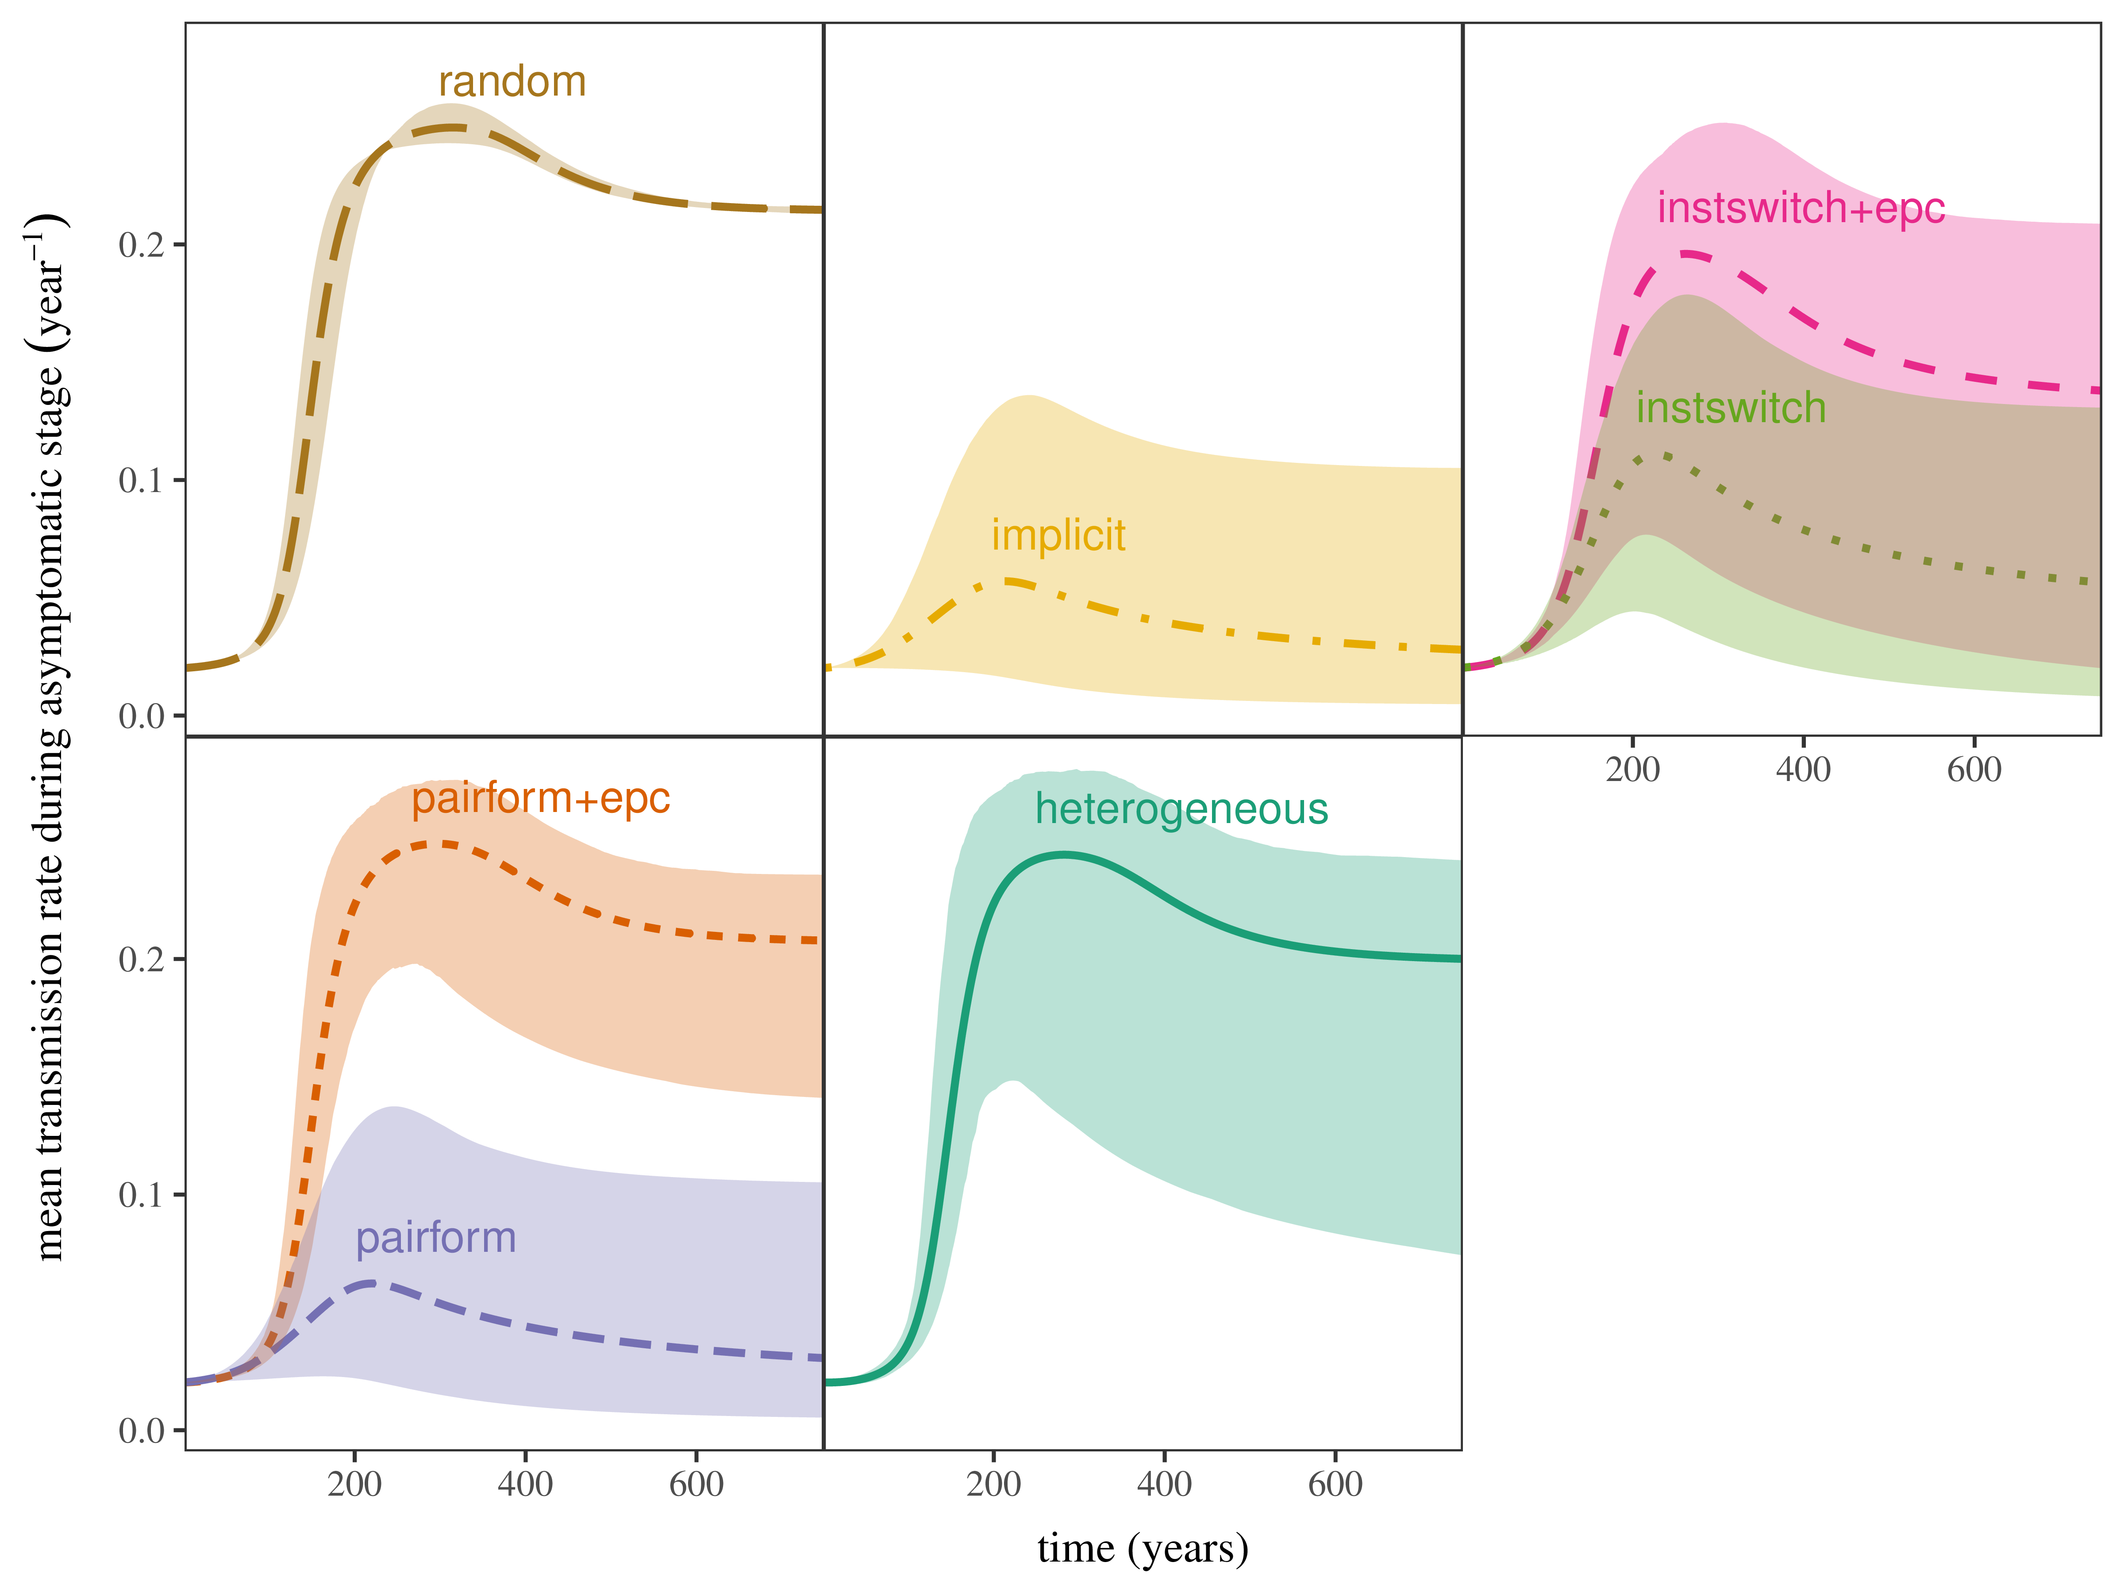 mean transmission rate during asymptomatic stage (year⁻¹)
random
implicit
instswitch+epc
instswitch
0.2
0.1
0.0
200 400 600
pairform+epc
pairform
heterogeneous
0.2
0.1
0.0
200 400 600
200 400 600
time (years)